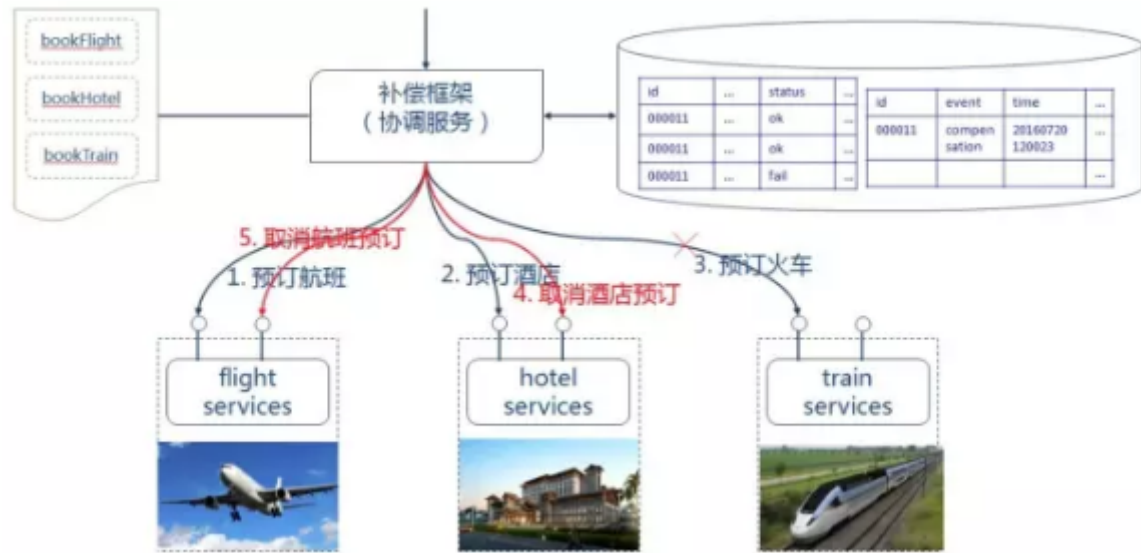 bookFlight
bookHotel
bookTrain
补偿框架
（协调服务）
id ... status ...
000011 ... ok ...
000011 ... ok ...
000011 ... fail ...
id event time ...
000011 compen 20160720 ...
sation 120023
...
5. 取消航班预订
1. 预订航班
2. 预订酒店
4. 取消酒店预订
3. 预订火车
flight
services
hotel
services
train
services